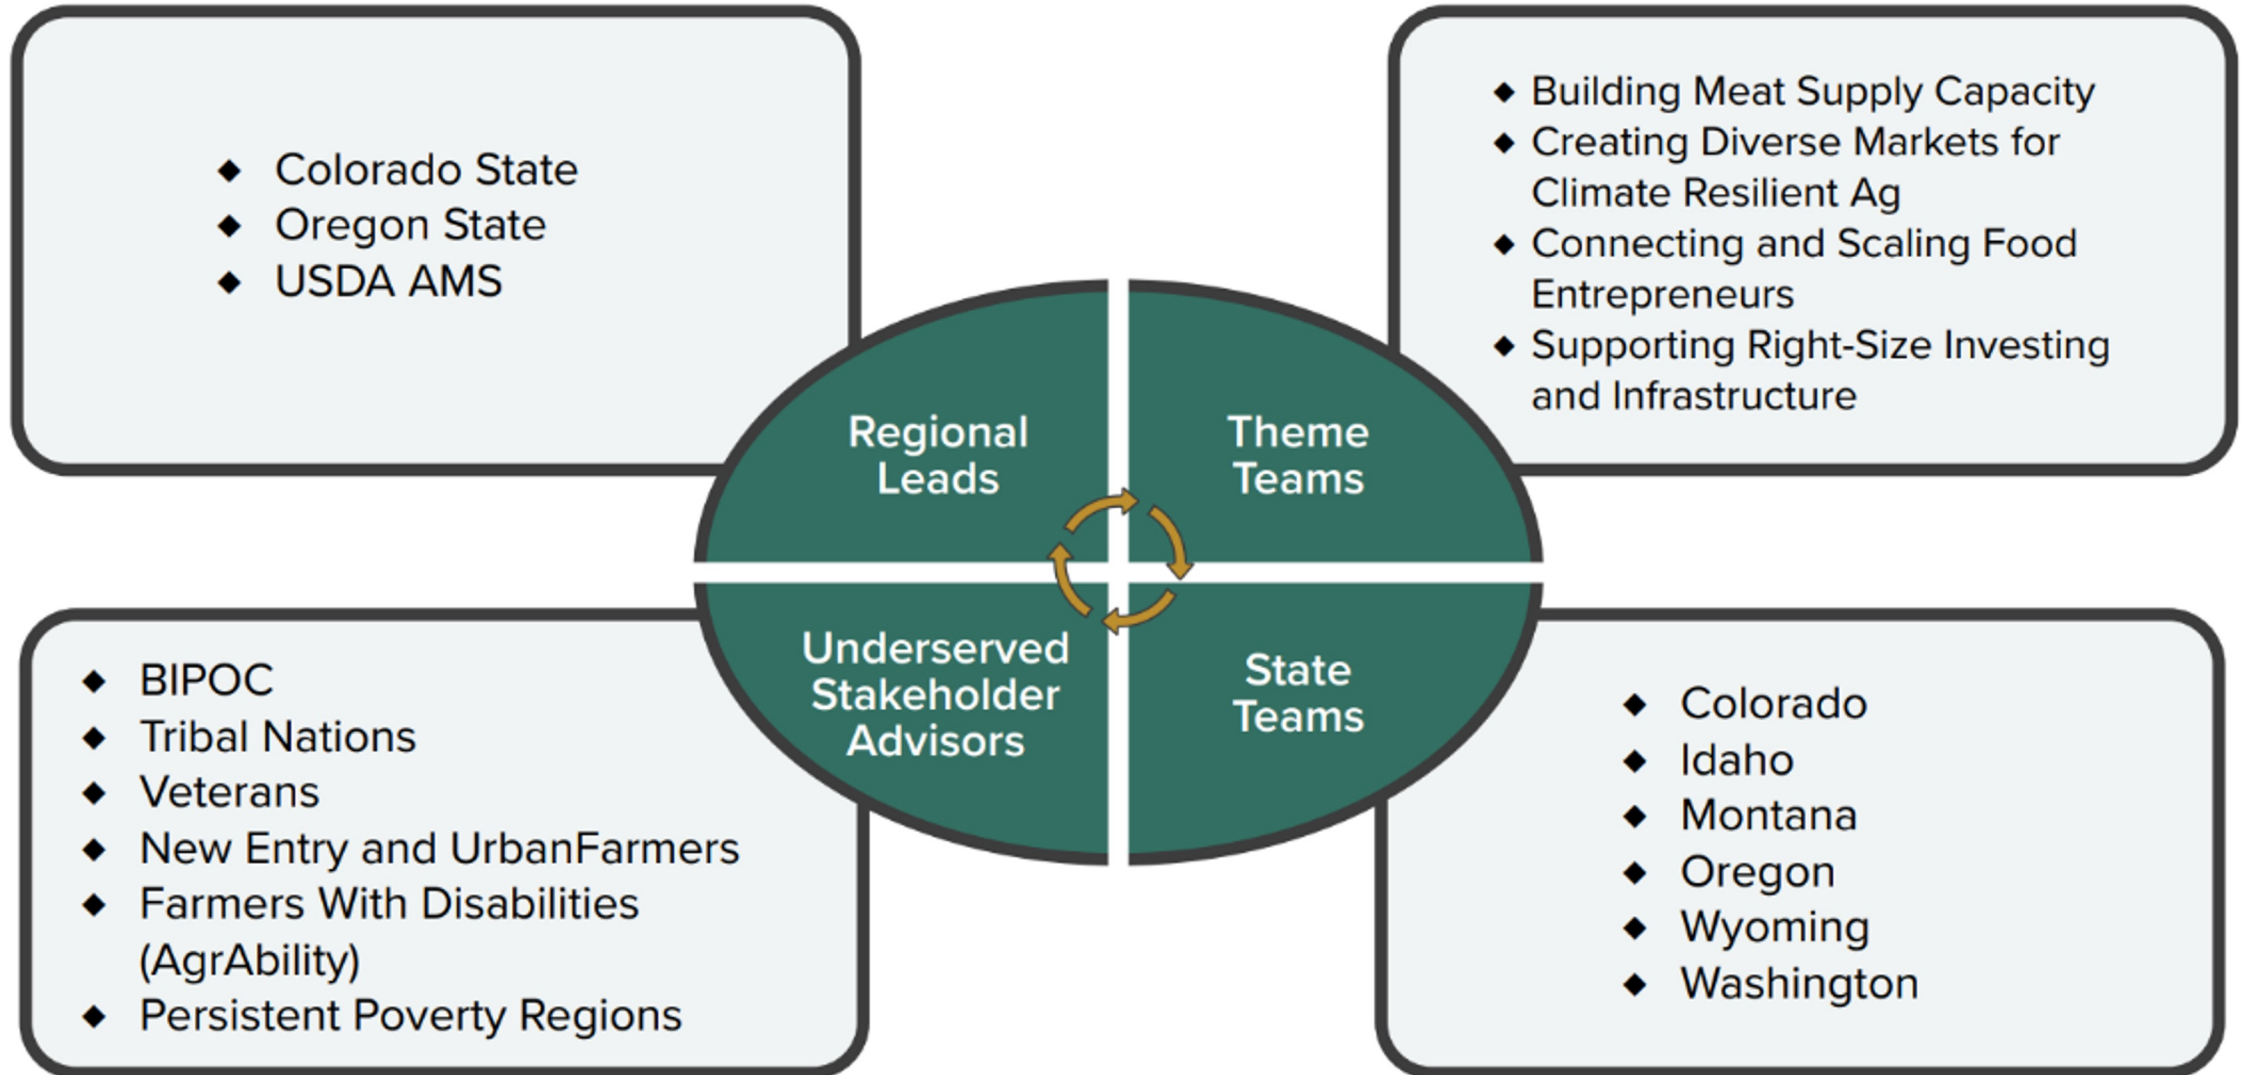 ◆ Colorado State
◆ Oregon State
◆ USDA AMS
◆ Building Meat Supply Capacity
◆ Creating Diverse Markets for
Climate Resilient Ag
◆ Connecting and Scaling Food
Entrepreneurs
◆ Supporting Right-Size Investing
and Infrastructure
Regional
Leads
Theme
Teams
Underserved
Stakeholder
Advisors
State
Teams
◆ BIPOC
◆ Tribal Nations
◆ Veterans
◆ New Entry and UrbanFarmers
◆ Farmers With Disabilities
(AgrAbility)
◆ Persistent Poverty Regions
◆ Colorado
◆ Idaho
◆ Montana
◆ Oregon
◆ Wyoming
◆ Washington